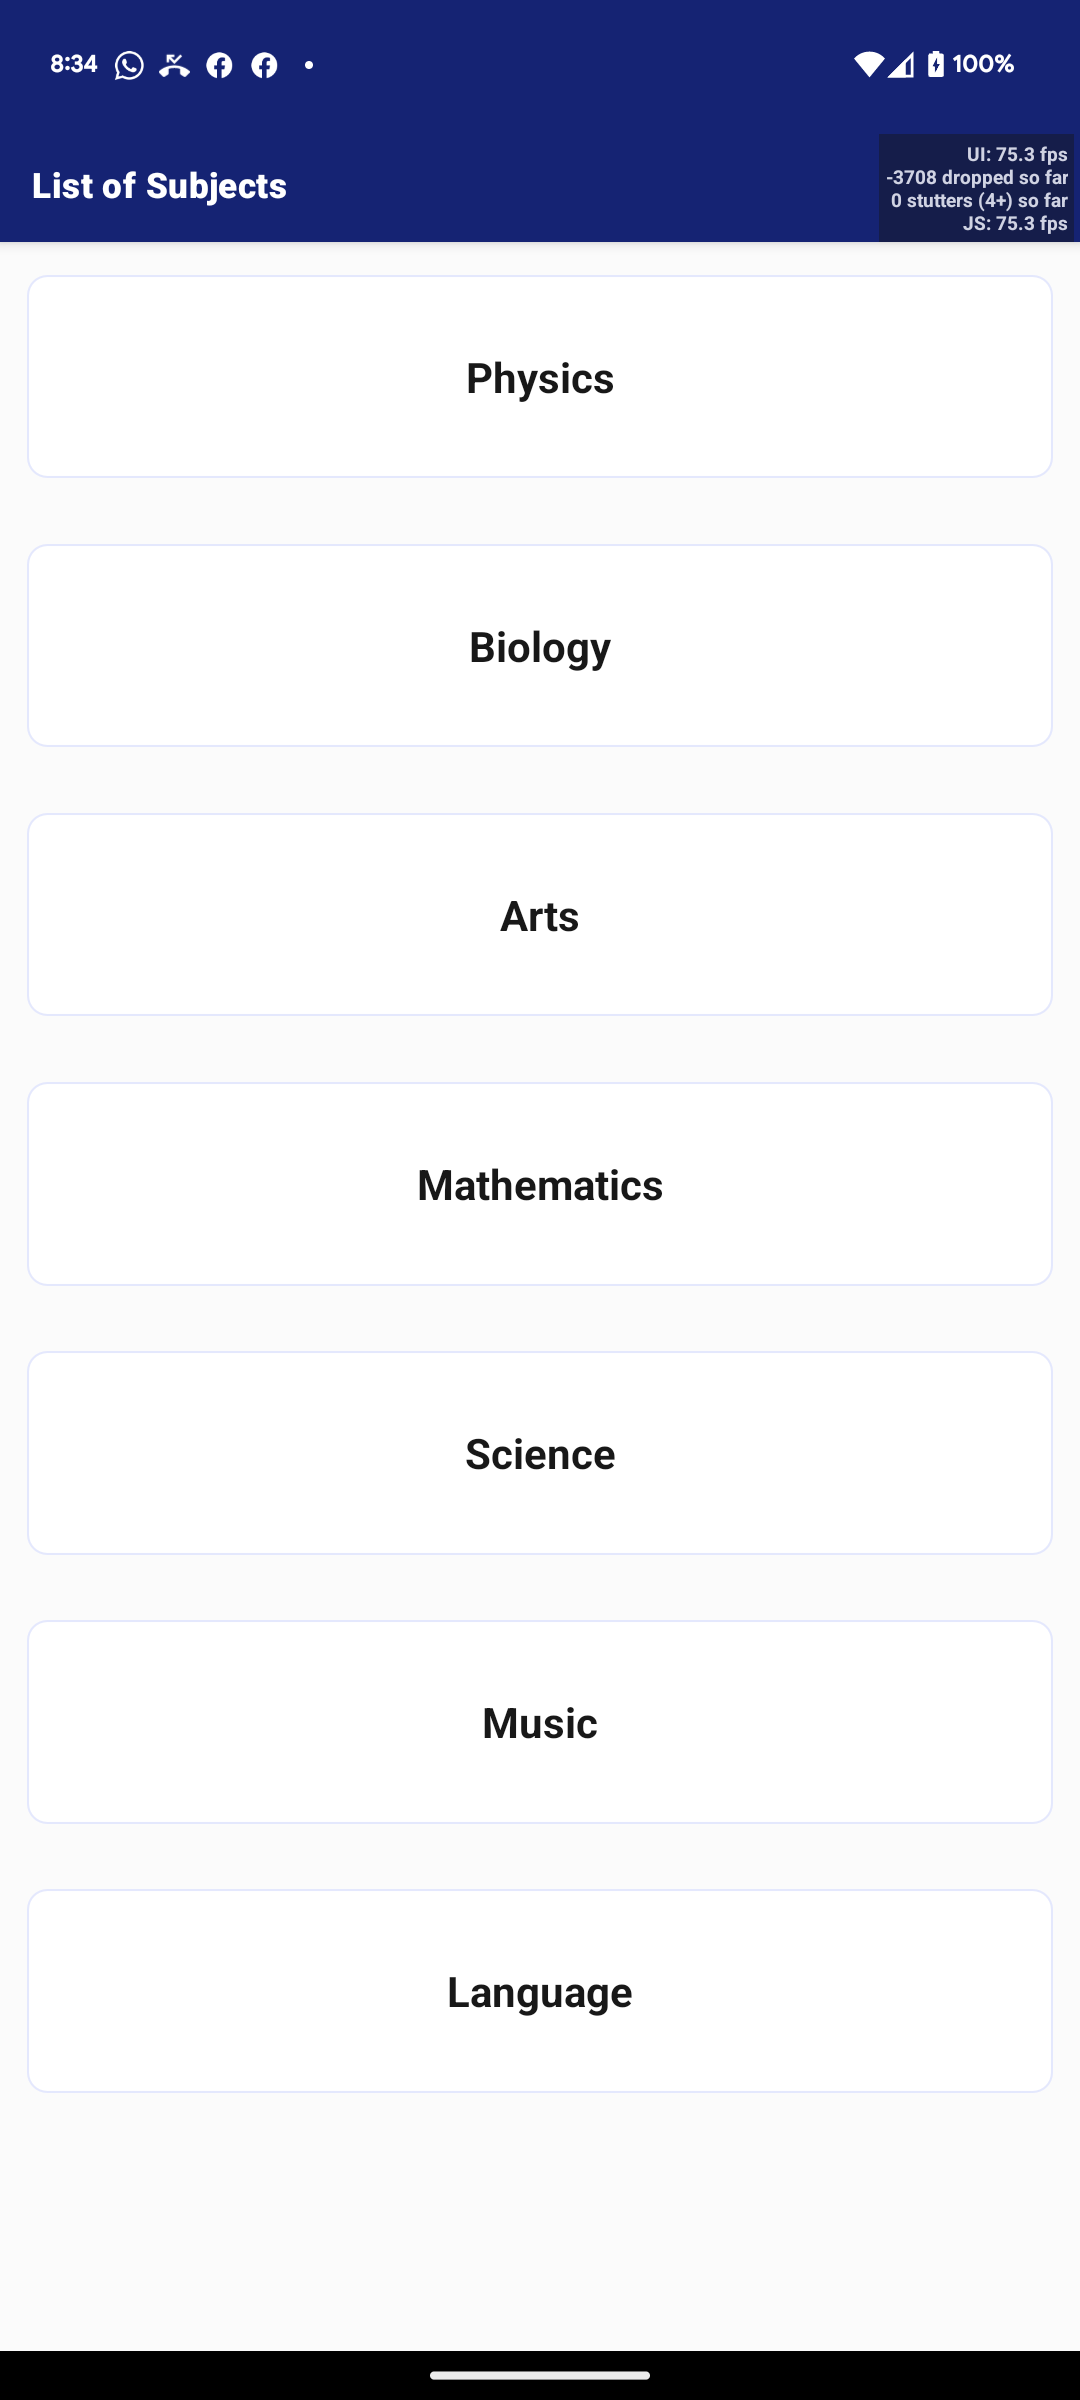 8:34
100%
UI: 75.3 fps
-3708 dropped so far
0 stutters (4+) so far
JS: 75.3 fps
List of Subjects
Physics
Biology
Arts
Mathematics
Science
Music
Language